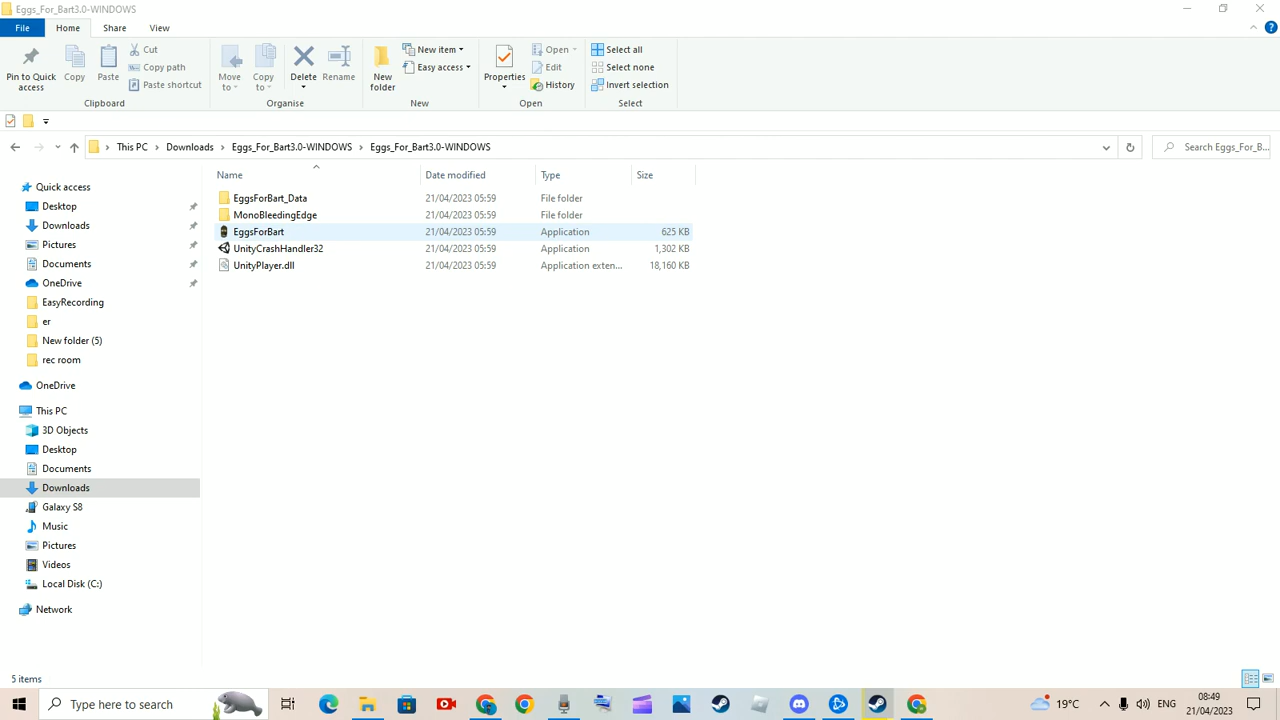 Eggs_For_Bart3.0-WINDOWS
File Home Share View
Pin to Quick access
Copy
Paste
Cut
Copy path
Paste shortcut
Clipboard
Move to
Copy to
Delete
Rename
Organise
New folder
New item
Easy access
New
Properties
Open
Edit
History
Open
Select all
Select none
Invert selection
Select
This PC > Downloads > Eggs_For_Bart3.0-WINDOWS > Eggs_For_Bart3.0-WINDOWS
Search Eggs_For_B...
Name Date modified Type Size
EggsForBart_Data 21/04/2023 05:59 File folder
MonoBleedingEdge 21/04/2023 05:59 File folder
EggsForBart 21/04/2023 05:59 Application 625 KB
UnityCrashHandler32 21/04/2023 05:59 Application 1,302 KB
UnityPlayer.dll 21/04/2023 05:59 Application exten... 18,160 KB
Quick access
Desktop
Downloads
Pictures
Documents
OneDrive
EasyRecording
er
New folder (5)
rec room
OneDrive
This PC
3D Objects
Desktop
Documents
Downloads
Galaxy S8
Music
Pictures
Videos
Local Disk (C:)
Network
5 items
Type here to search
19°C
ENG
08:49
21/04/2023